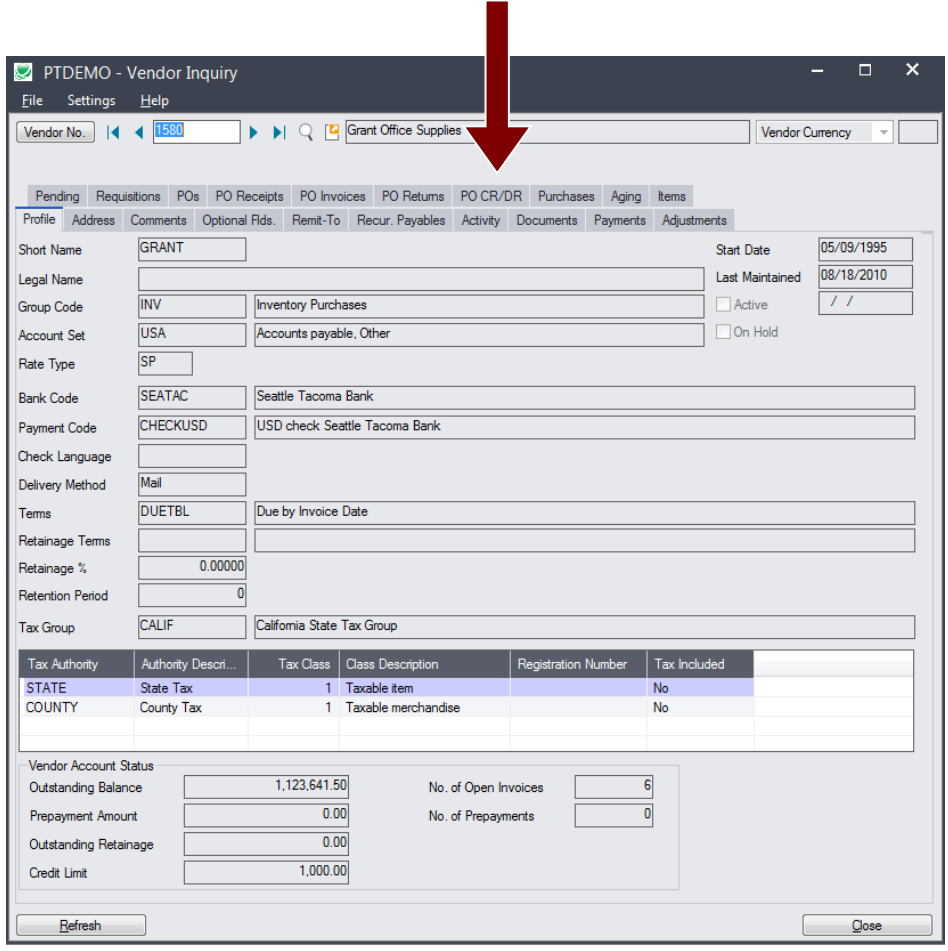 PTDEMO - Vendor Inquiry
File Settings Help
Vendor No. 1580 Grant Office Supplies Vendor Currency
Pending Requisitions POs PO Receipts PO Invoices PO Returns PO CR/DR Purchases Aging Items
Profile Address Comments Optional Flds. Remit-To Recur. Payables Activity Documents Payments Adjustments
Short Name GRANT Start Date 05/09/1995
Legal Name Last Maintained 08/18/2010
Group Code INV Inventory Purchases Active / /
Account Set USA Accounts payable, Other On Hold
Rate Type SP
Bank Code SEATAC Seattle Tacoma Bank
Payment Code CHECKUSD USD check Seattle Tacoma Bank
Check Language
Delivery Method Mail
Terms DUETBL Due by Invoice Date
Retainage Terms
Retainage % 0.00000
Retention Period 0
Tax Group CALIF California State Tax Group
Tax Authority Authority Descri... Tax Class Class Description Registration Number Tax Included
STATE State Tax 1 Taxable item No
COUNTY County Tax 1 Taxable merchandise No
Vendor Account Status
Outstanding Balance 1,123,641.50 No. of Open Invoices 6
Prepayment Amount 0.00 No. of Prepayments 0
Outstanding Retainage 0.00
Credit Limit 1,000.00
Refresh Close